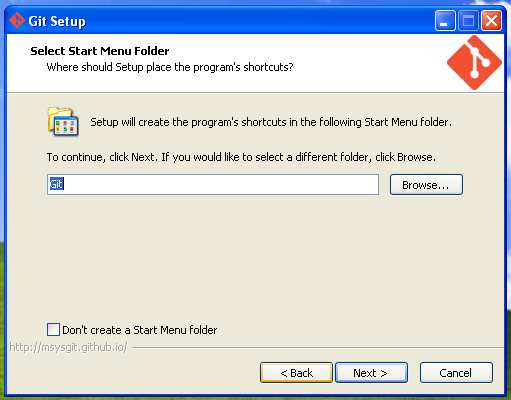 Git Setup
Select Start Menu Folder
Where should Setup place the program's shortcuts?
Setup will create the program's shortcuts in the following Start Menu folder.
To continue, click Next. If you would like to select a different folder, click Browse.
Git
Browse...
Don't create a Start Menu folder
http://msysgit.github.io/
< Back
Next >
Cancel